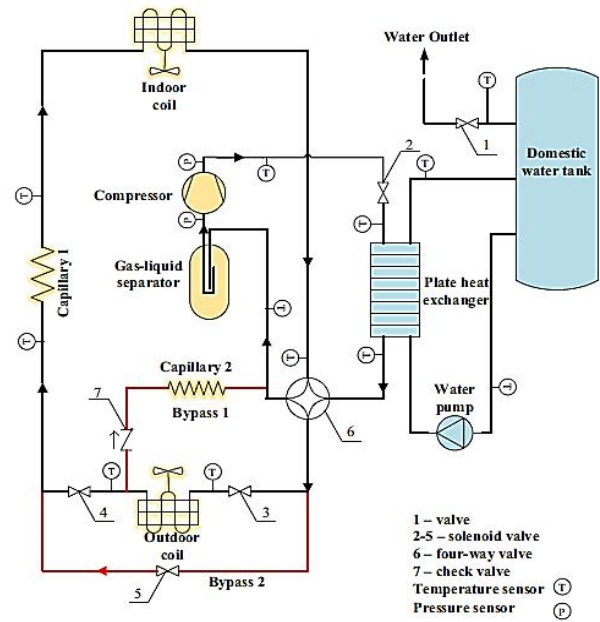 Water Outlet
Indoor
coil
T
1
Domestic
water tank
P
T
2
T
T
Compressor
P
T
Capillary 1
Gas-liquid
separator
Plate heat
exchanger
T
T
T
T
Capillary 2
Bypass 1
7
6
Water
pump
T
T
T
4
Outdoor
coil
3
Bypass 2
5
1 – valve
2-5 – solenoid valve
6 – four-way valve
7 – check valve
Temperature sensor T
Pressure sensor P